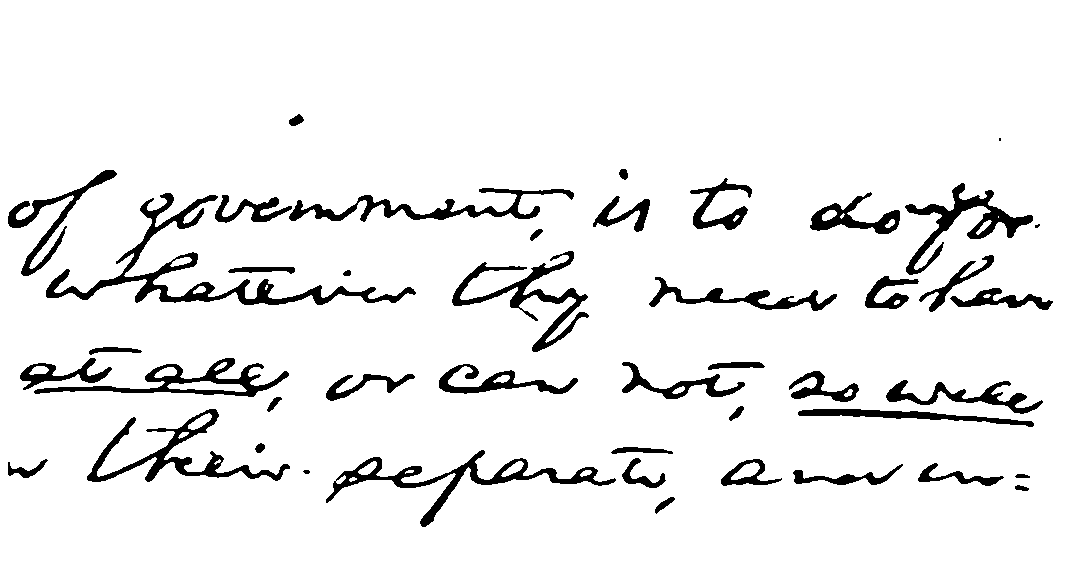 of government, is to do for
whatever they need to have
at all, or can not, so well
their separate, and in=